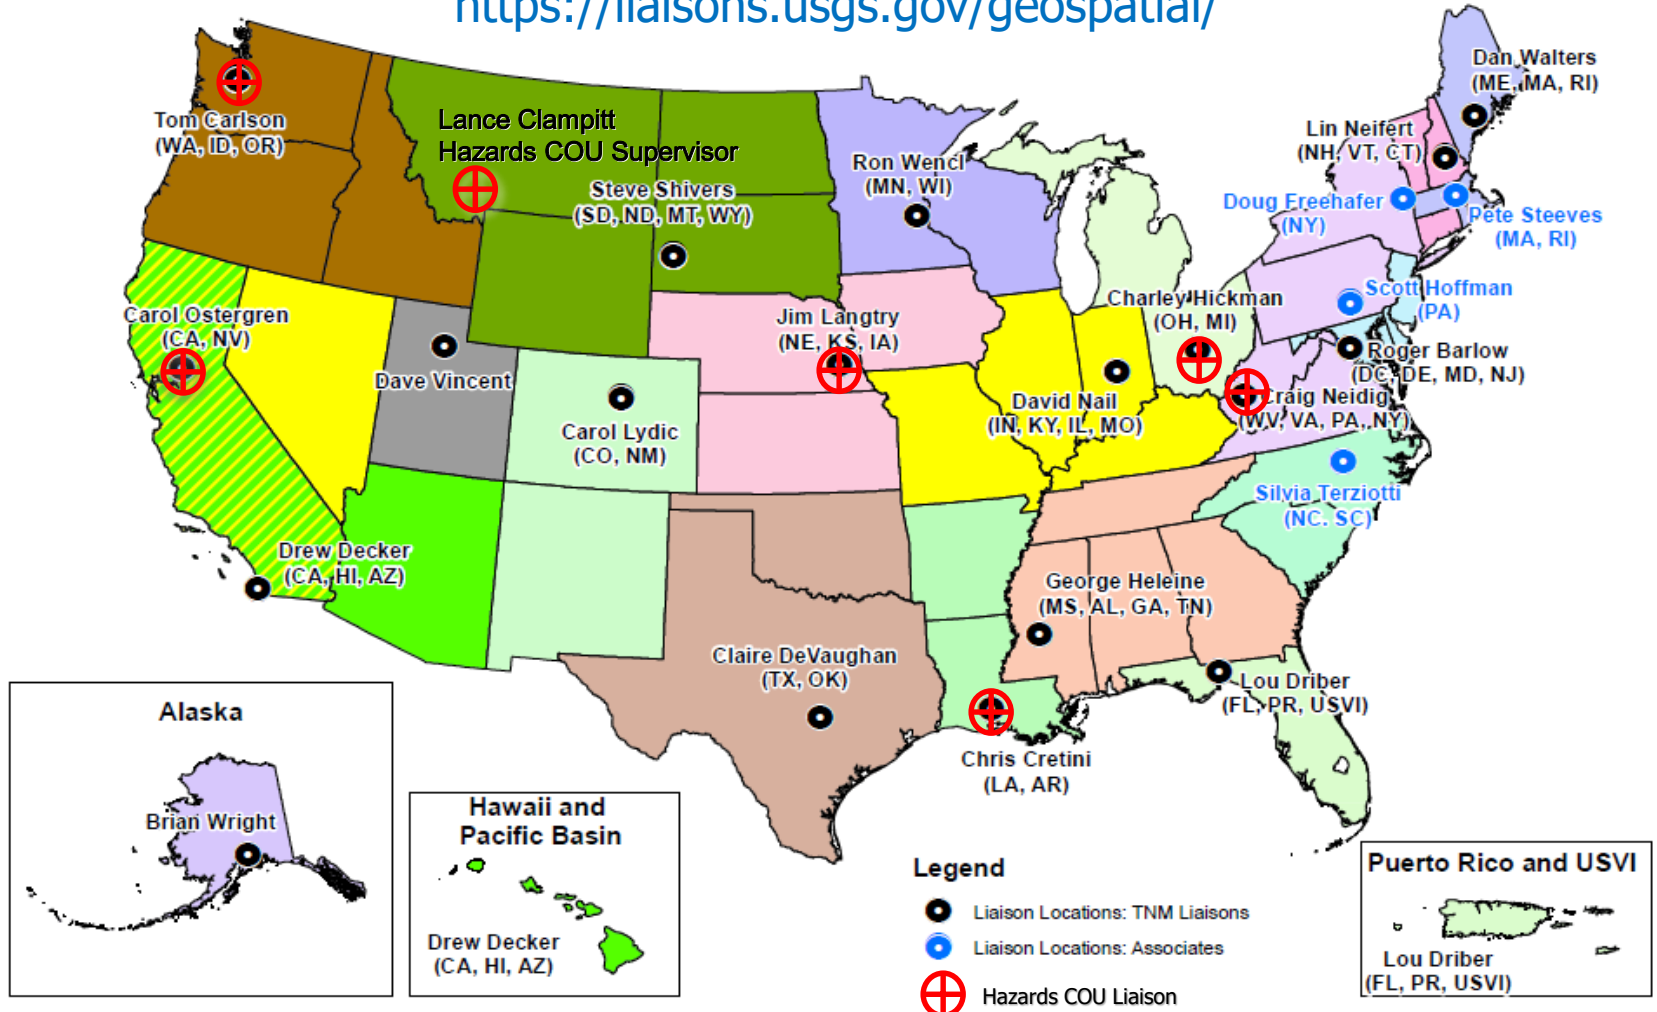 https://liaisons.usgs.gov/geospatial/
Dan Walters
(ME, MA, RI)
Tom Carlson
(WA, ID, OR)
Lance Clampitt
Hazards COU Supervisor
Lin Neifert
(NH, VT, CT)
Ron Wencl
(MN, WI)
Steve Shivers
(SD, ND, MT, WY)
Doug Freehafer
(NY)
Pete Steeves
(MA, RI)
Carol Ostergren
(CA, NV)
Jim Langtry
(NE, KS, IA)
Charley Hickman
(OH, MI)
Scott Hoffman
(PA)
Roger Barlow
(DC, DE, MD, NJ)
Dave Vincent
Craig Neidig
(WV, VA, PA, NY)
Carol Lydic
(CO, NM)
David Nail
(IN, KY, IL, MO)
Silvia Terziotti
(NC. SC)
Drew Decker
(CA, HI, AZ)
George Heleine
(MS, AL, GA, TN)
Claire DeVaughan
(TX, OK)
Lou Driber
(FL, PR, USVI)
Chris Cretini
(LA, AR)
Alaska
Brian Wright
Hawaii and
Pacific Basin
Drew Decker
(CA, HI, AZ)
Legend
Liaison Locations: TNM Liaisons
Liaison Locations: Associates
Hazards COU Liaison
Puerto Rico and USVI
Lou Driber
(FL, PR, USVI)